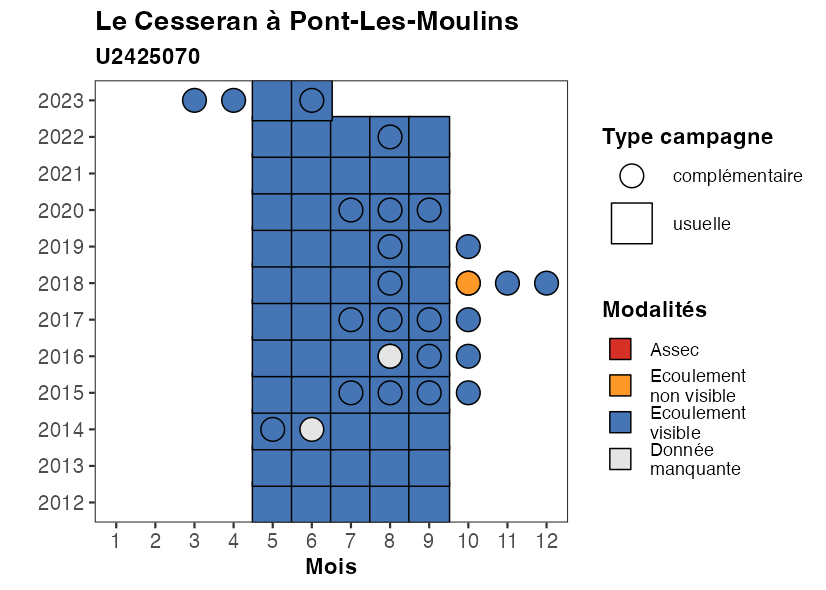 Le Cesseran à Pont-Les-Moulins
U2425070
2023
2022
2021
2020
2019
2018
2017
2016
2015
2014
2013
2012
1 2 3 4 5 6 7 8 9 10 11 12
Mois
Type campagne
complémentaire
usuelle
Modalités
Assec
Ecoulement
non visible
Ecoulement
visible
Donnée
manquante